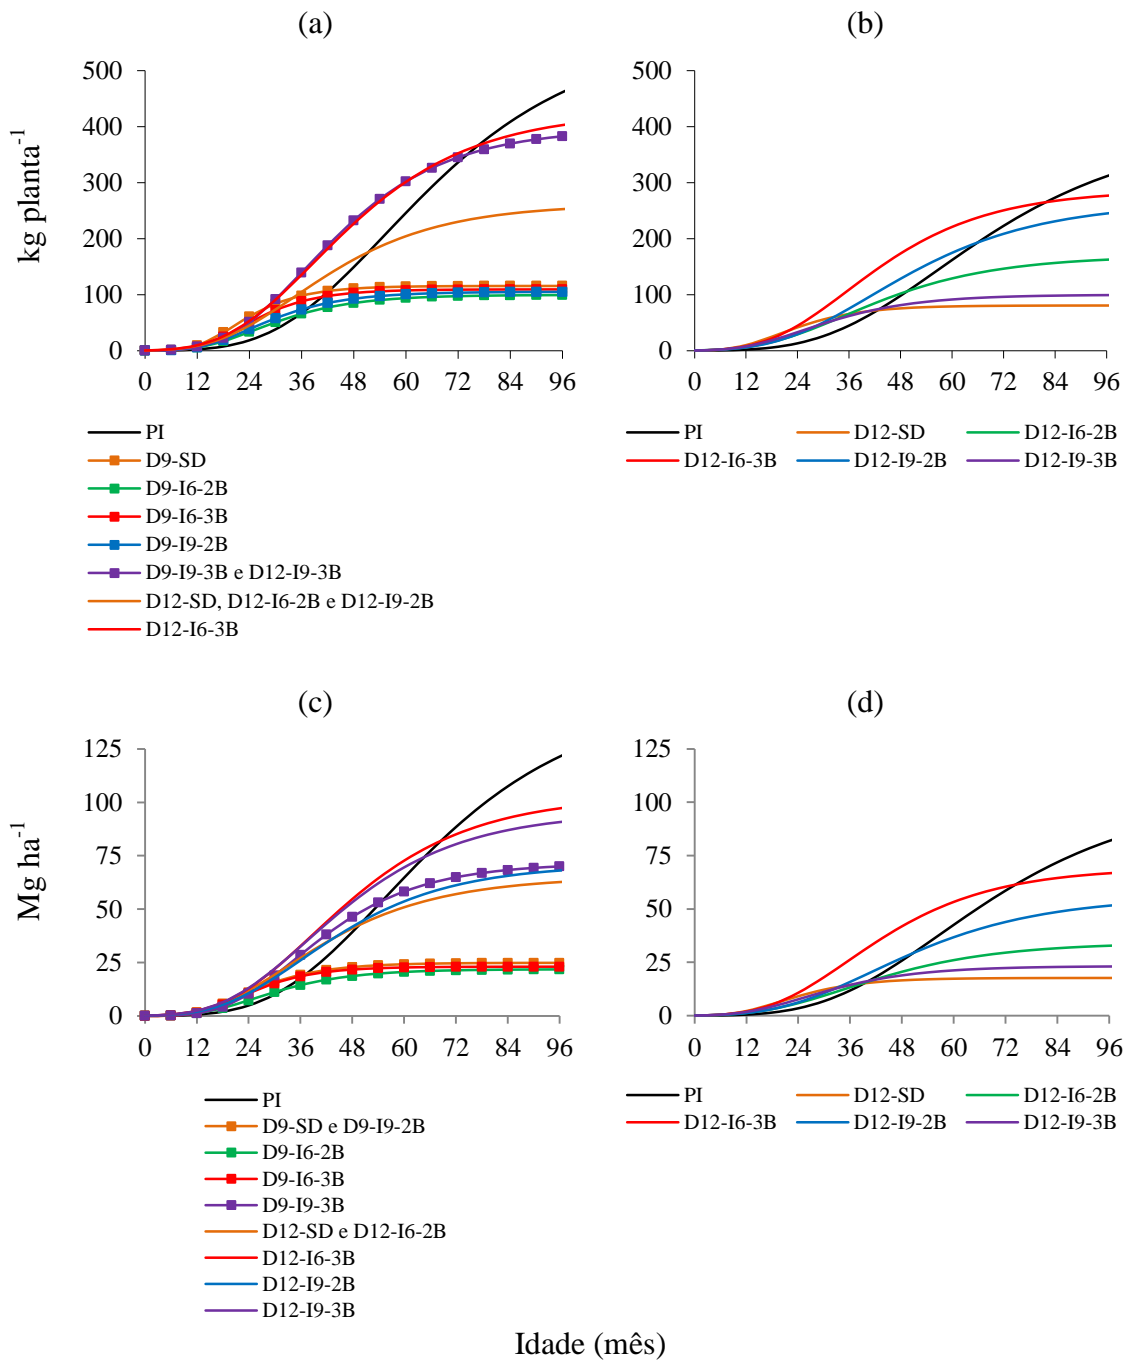 (a)
(b)
kg planta-1
500
400
300
200
100
0
0 12 24 36 48 60 72 84 96
500
400
300
200
100
0
0 12 24 36 48 60 72 84 96
PI
D9-SD
D9-I6-2B
D9-I6-3B
D9-I9-2B
D9-I9-3B e D12-I9-3B
D12-SD, D12-I6-2B e D12-I9-2B
D12-I6-3B
PI D12-SD D12-I6-2B
D12-I6-3B D12-I9-2B D12-I9-3B
(c)
(d)
Mg ha-1
125
100
75
50
25
0
0 12 24 36 48 60 72 84 96
125
100
75
50
25
0
0 12 24 36 48 60 72 84 96
PI
D9-SD e D9-I9-2B
D9-I6-2B
D9-I6-3B
D9-I9-3B
D12-SD e D12-I6-2B
D12-I6-3B
D12-I9-2B
D12-I9-3B
PI D12-SD D12-I6-2B
D12-I6-3B D12-I9-2B D12-I9-3B
Idade (mês)